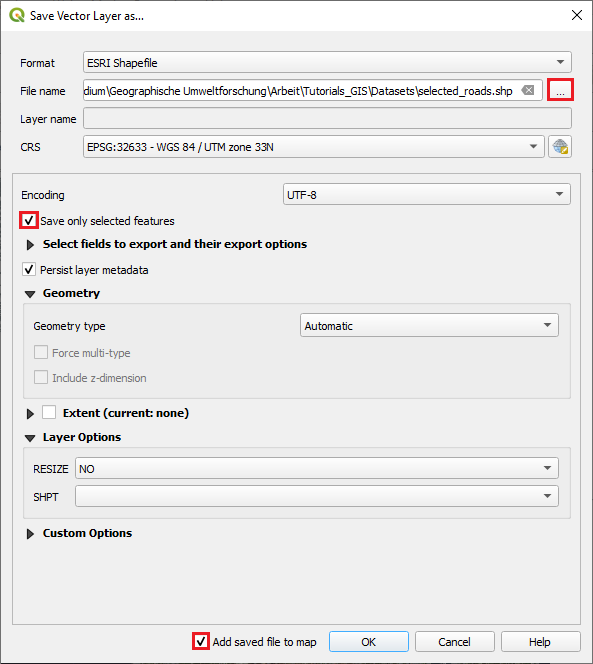 Save Vector Layer as...
Format ESRI Shapefile
File name dium\Geographische Umweltforschung\Arbeit\Tutorials_GIS\Datasets\selected_roads.shp ...
Layer name
CRS EPSG:32633 - WGS 84 / UTM zone 33N
Encoding UTF-8
Save only selected features
Select fields to export and their export options
Persist layer metadata
Geometry
Geometry type Automatic
Force multi-type
Include z-dimension
Extent (current: none)
Layer Options
RESIZE NO
SHPT
Custom Options
Add saved file to map OK Cancel Help